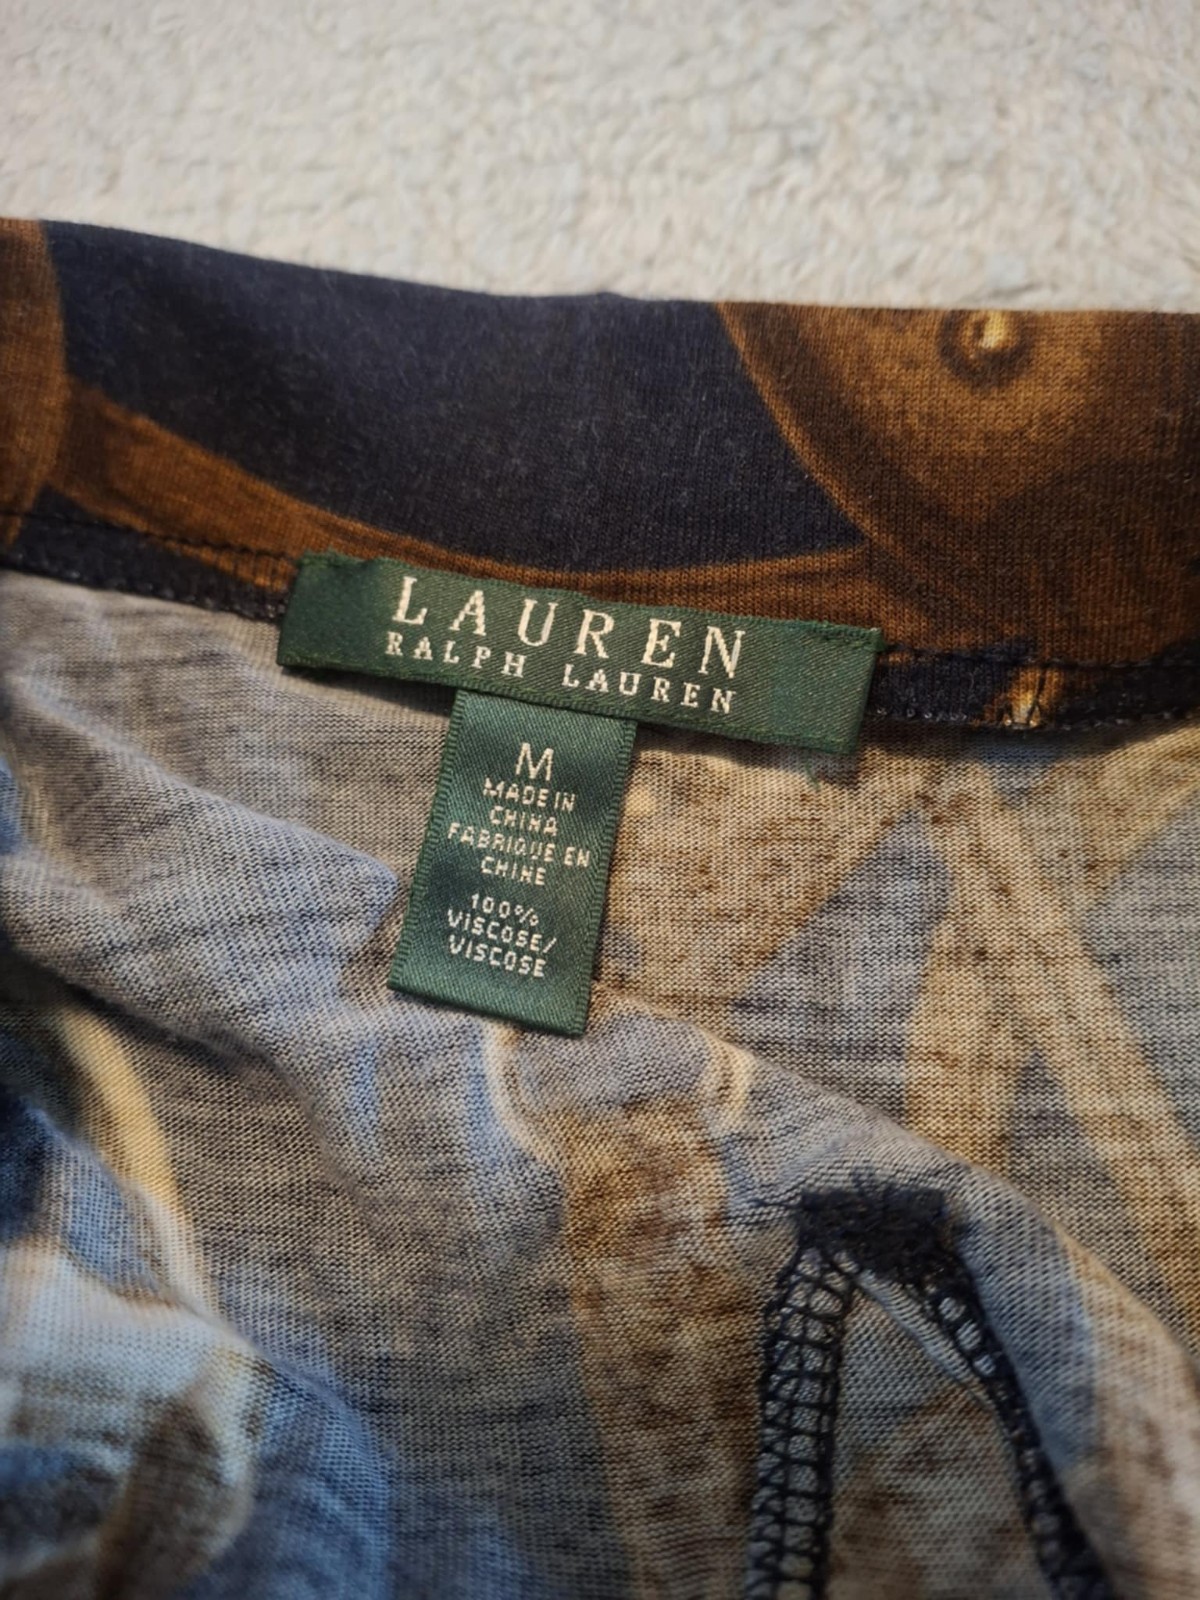 LAUREN
RALPH LAUREN
M
MADE IN
CHINA
FABRIQUE EN
CHINE
100%
VISCOSE/
VISCOSE